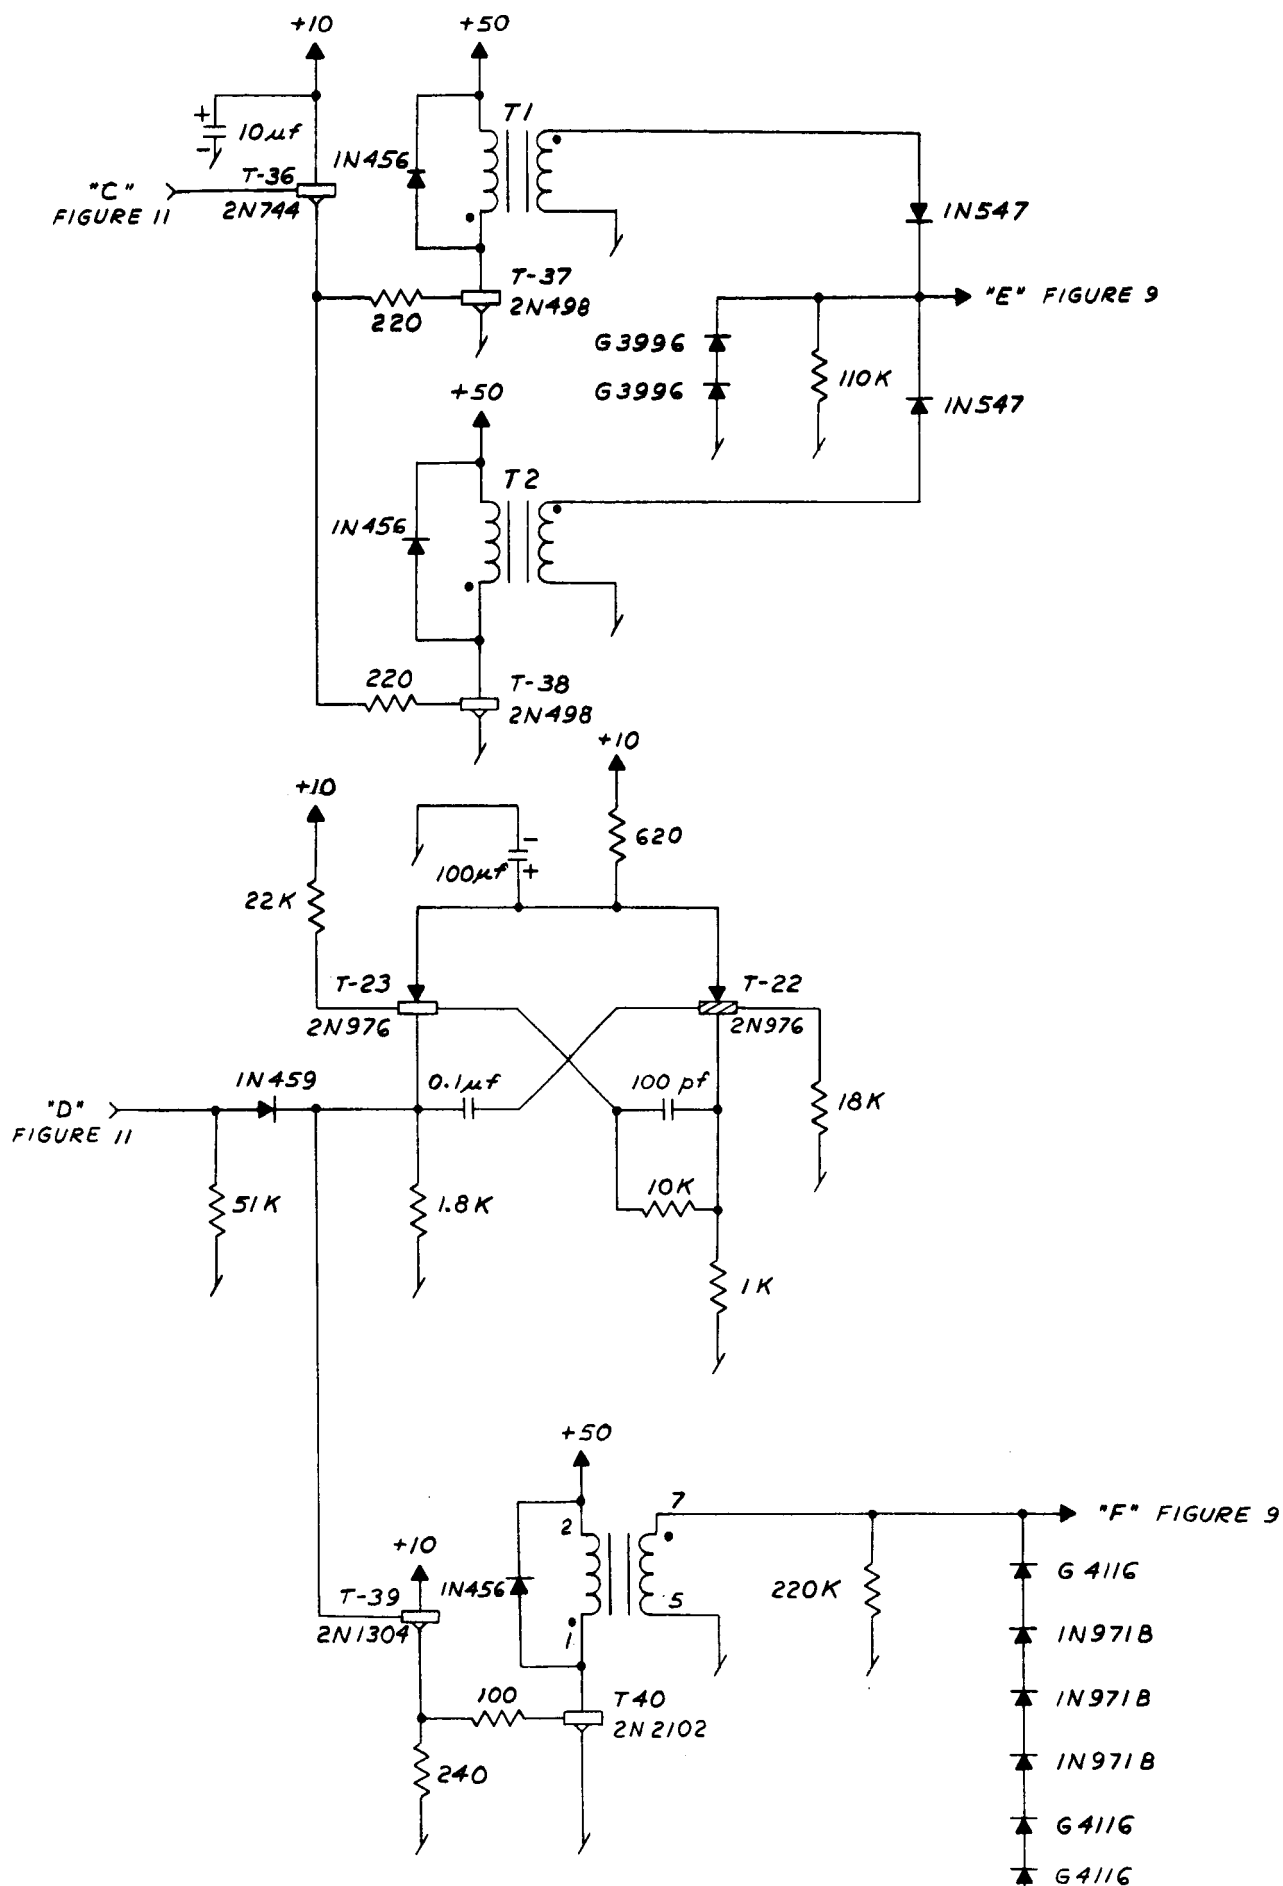 +10
+50
+
-
10µf
T1
1N456
"C"
FIGURE 11
T-36
2N744
1N547
T-37
2N498
220
"E" FIGURE 9
G3996
G3996
110K
+50
1N547
T2
1N456
220
T-38
2N498
+10
+10
-
100µf
+
620
22K
T-23
2N976
T-22
2N976
1N459
0.1µf
100 pf
"D"
FIGURE 11
18K
51K
1.8K
10K
1K
+50
7
"F" FIGURE 9
2
+10
1N456
T-39
2N1304
5
1
220K
G4116
1N971B
100
T40
2N2102
1N971B
240
1N971B
G4116
G4116